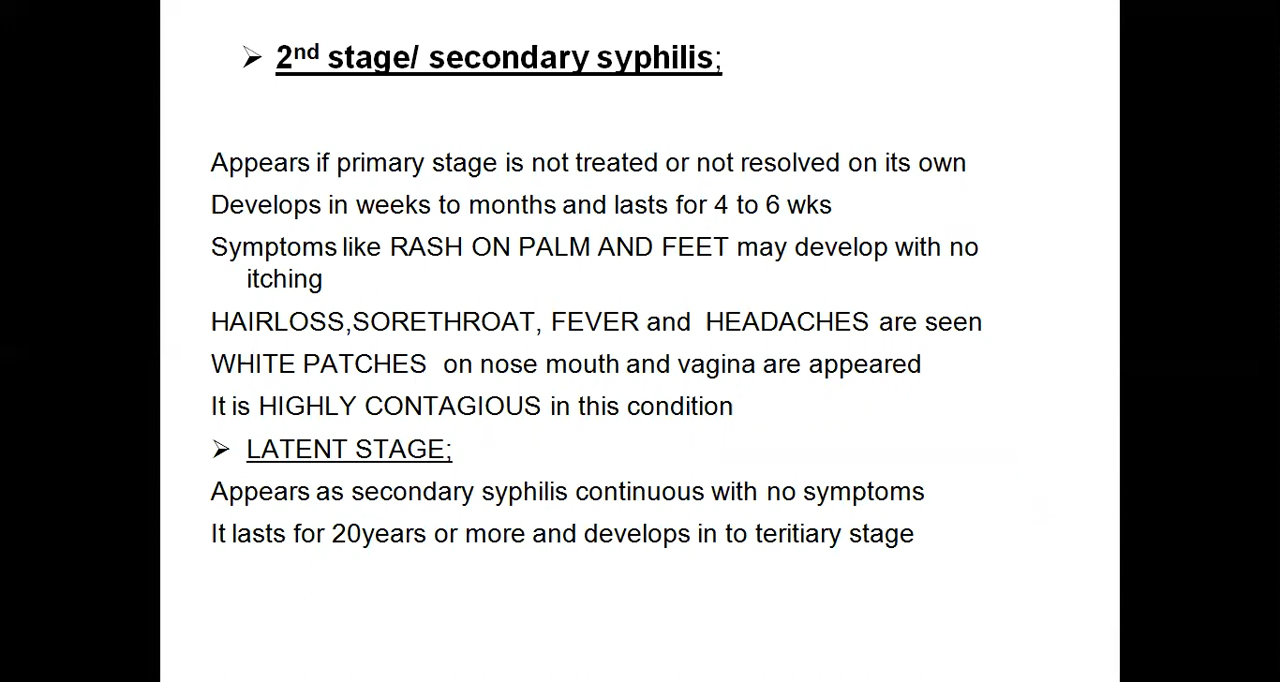 ➢ 2nd stage/ secondary syphilis;
Appears if primary stage is not treated or not resolved on its own
Develops in weeks to months and lasts for 4 to 6 wks
Symptoms like RASH ON PALM AND FEET may develop with no
itching
HAIRLOSS,SORETHROAT, FEVER and HEADACHES are seen
WHITE PATCHES on nose mouth and vagina are appeared
It is HIGHLY CONTAGIOUS in this condition
➢ LATENT STAGE;
Appears as secondary syphilis continuous with no symptoms
It lasts for 20years or more and develops in to teritiary stage